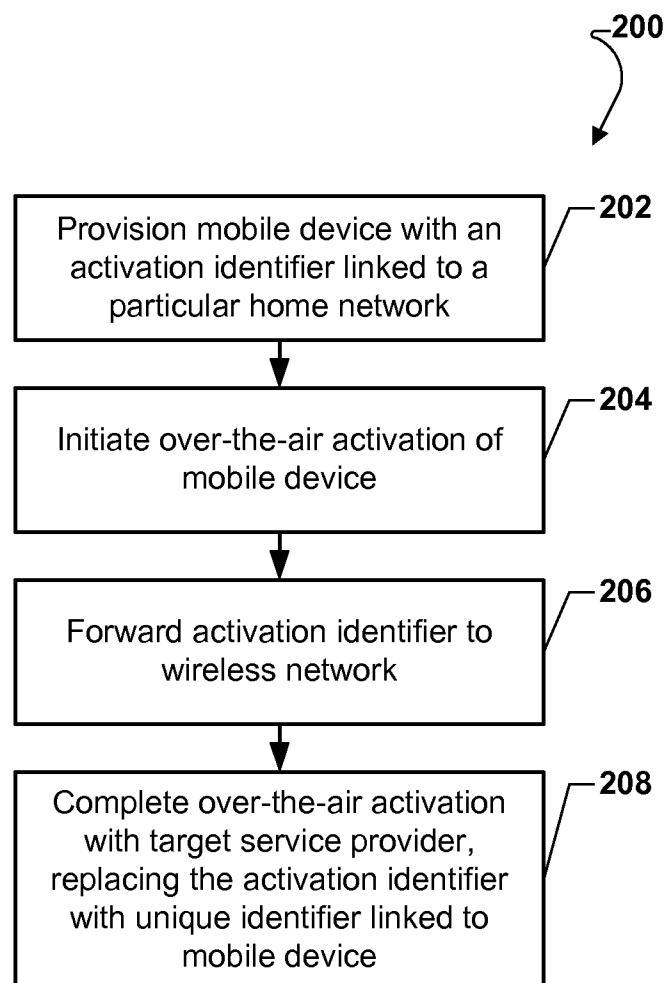 200
202
Provision mobile device with an
activation identifier linked to a
particular home network
204
Initiate over-the-air activation of
mobile device
206
Forward activation identifier to
wireless network
208
Complete over-the-air activation
with target service provider,
replacing the activation identifier
with unique identifier linked to
mobile device